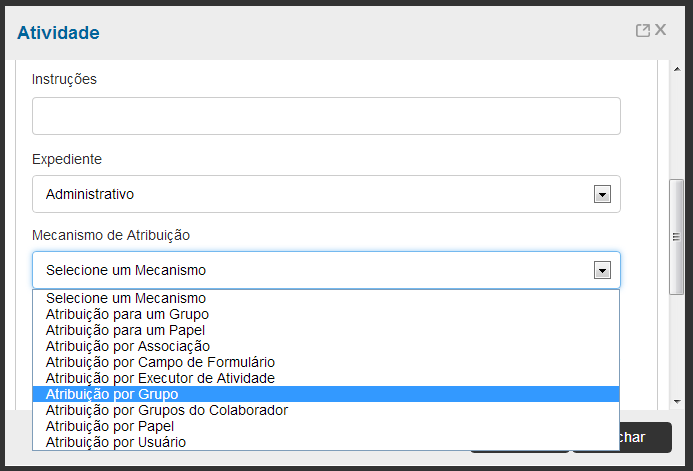 Atividade
Instruções
Expediente
Administrativo
Mecanismo de Atribuição
Selecione um Mecanismo
Selecione um Mecanismo
Atribuição para um Grupo
Atribuição para um Papel
Atribuição por Associação
Atribuição por Campo de Formulário
Atribuição por Executor de Atividade
Atribuição por Grupo
Atribuição por Grupos do Colaborador
Atribuição por Papel
Atribuição por Usuário